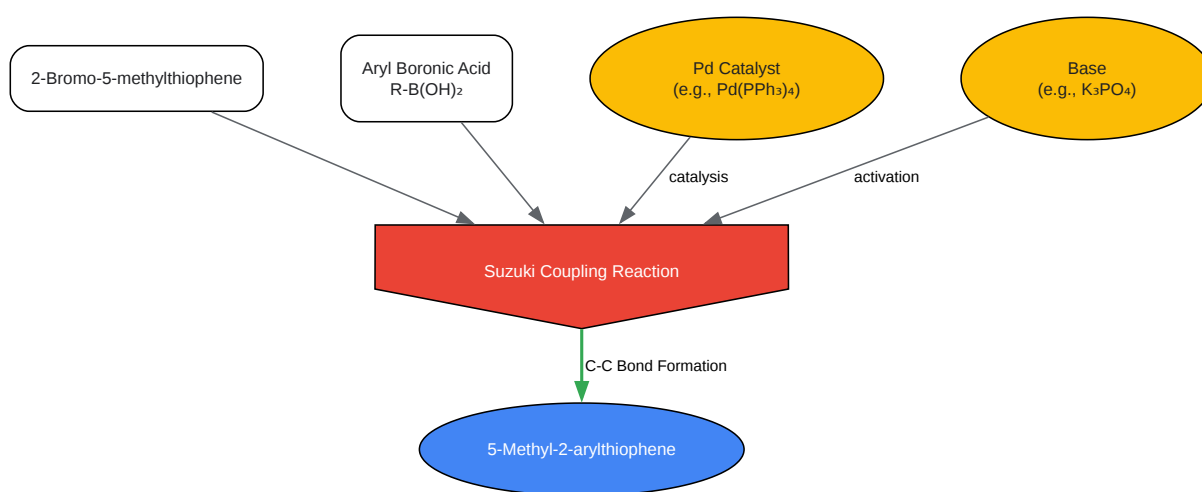 2-Bromo-5-methylthiophene
Aryl Boronic Acid
R-B(OH)₂
Pd Catalyst
(e.g., Pd(PPh₃)₄)
Base
(e.g., K₃PO₄)
catalysis
activation
Suzuki Coupling Reaction
C-C Bond Formation
5-Methyl-2-arylthiophene